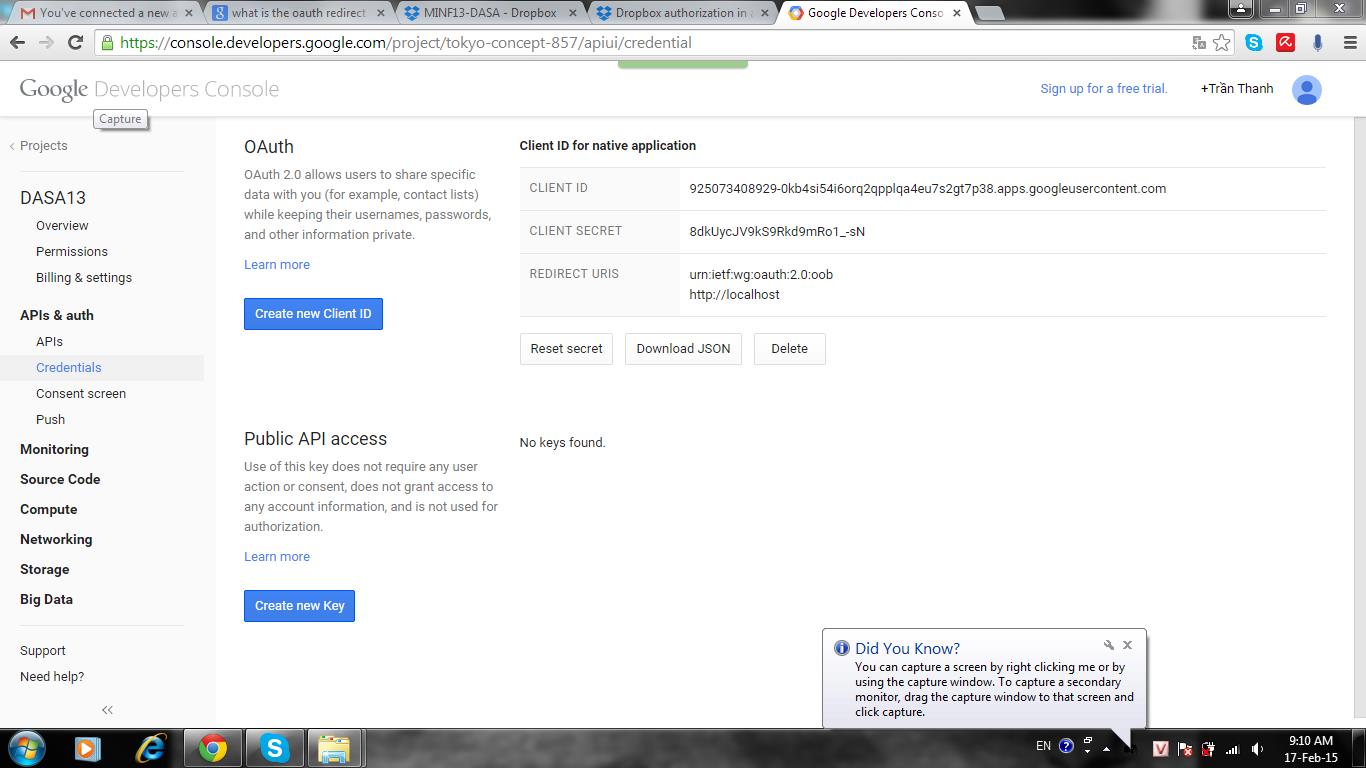 You've connected a new a
what is the oauth redirect
MINF13-DASA - Dropbox
Dropbox authorization in a
Google Developers Conso
https://console.developers.google.com/project/tokyo-concept-857/apiui/credential
Google Developers Console
Sign up for a free trial.
+Trần Thanh
Capture
Projects
DASA13
Overview
Permissions
Billing & settings
APIs & auth
APIs
Credentials
Consent screen
Push
Monitoring
Source Code
Compute
Networking
Storage
Big Data
Support
Need help?
OAuth
OAuth 2.0 allows users to share specific
data with you (for example, contact lists)
while keeping their usernames, passwords,
and other information private.
Learn more
Create new Client ID
Client ID for native application
CLIENT ID
925073408929-0kb4si54i6orq2qpplqa4eu7s2gt7p38.apps.googleusercontent.com
CLIENT SECRET
8dkUycJV9kS9Rkd9mRo1_-sN
REDIRECT URIS
urn:ietf:wg:oauth:2.0:oob
http://localhost
Reset secret
Download JSON
Delete
Public API access
Use of this key does not require any user
action or consent, does not grant access to
any account information, and is not used for
authorization.
Learn more
Create new Key
No keys found.
Did You Know?
You can capture a screen by right clicking me or by
using the capture window. To capture a secondary
monitor, drag the capture window to that screen and
click capture.
EN
9:10 AM
17-Feb-15